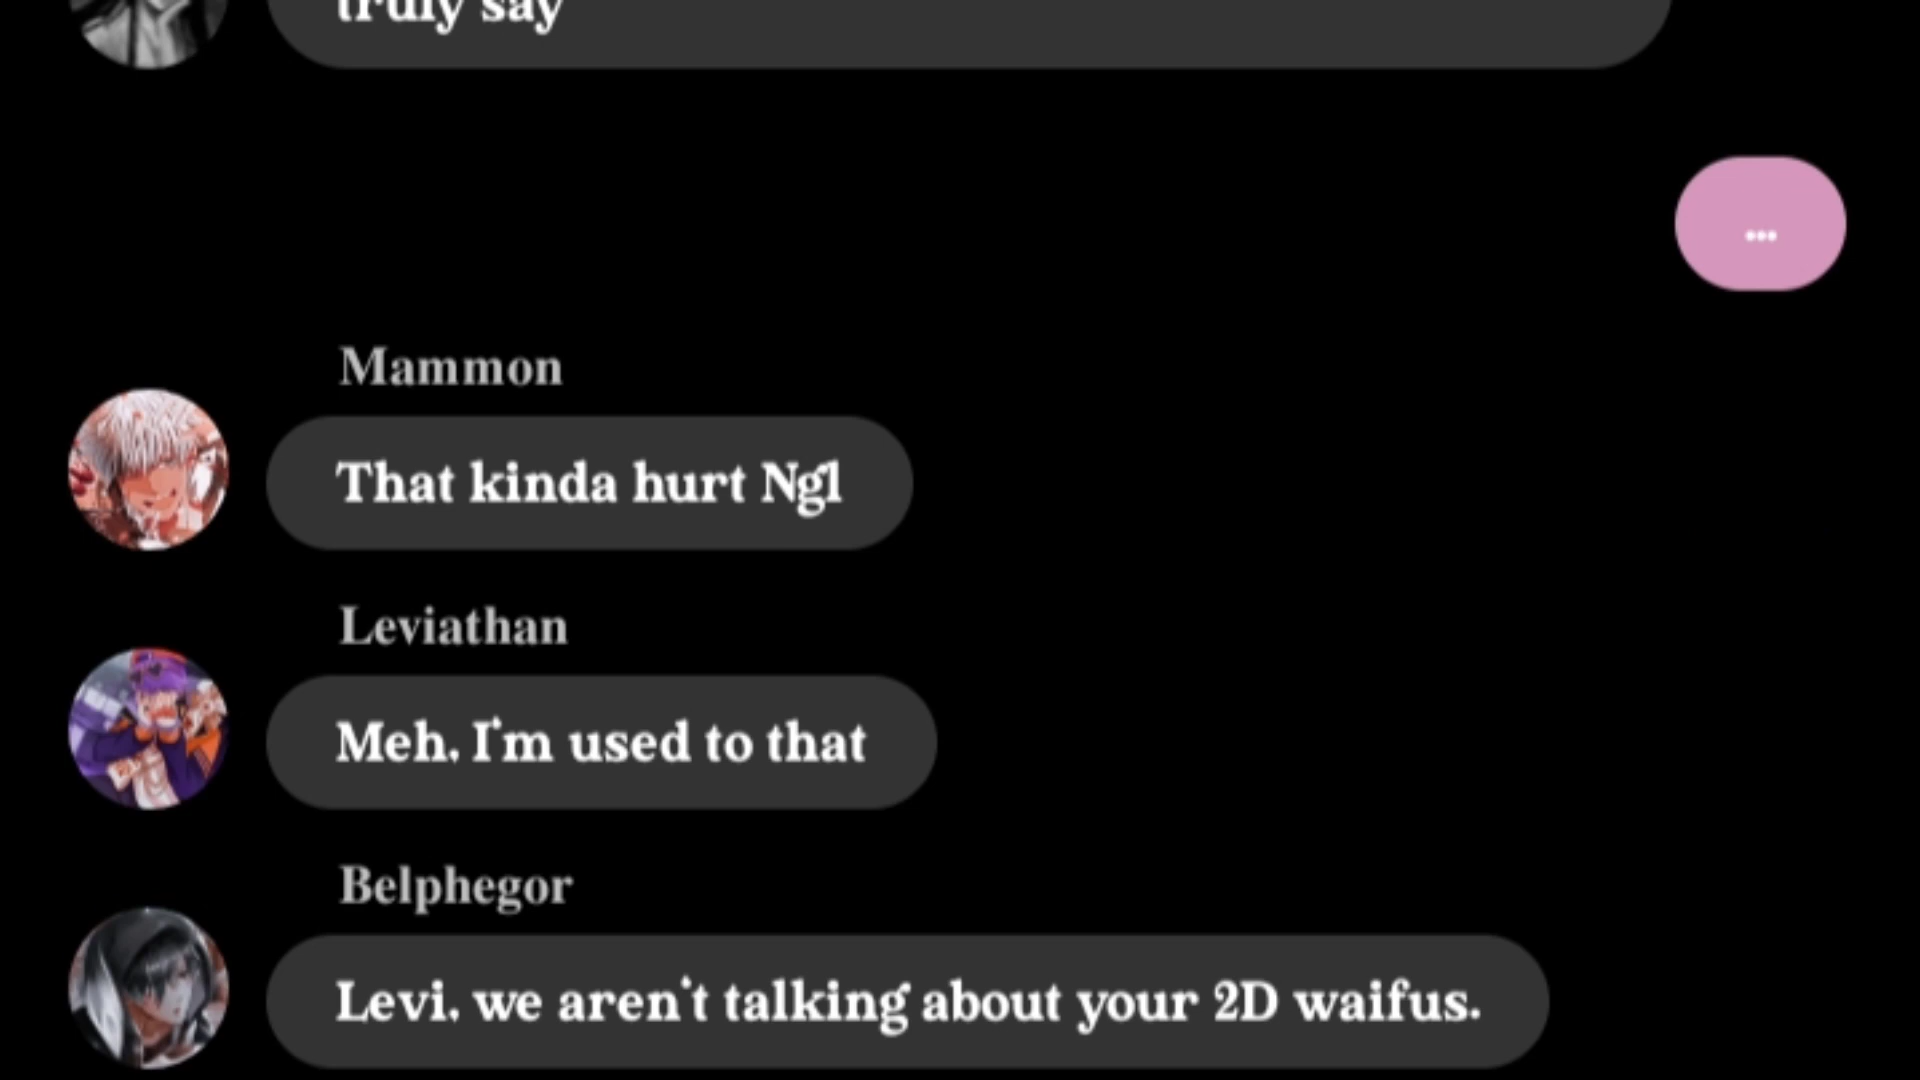 truly say
...
Mammon
That kinda hurt Ngl
Leviathan
Meh, I'm used to that
Belphegor
Levi, we aren't talking about your 2D waifus.